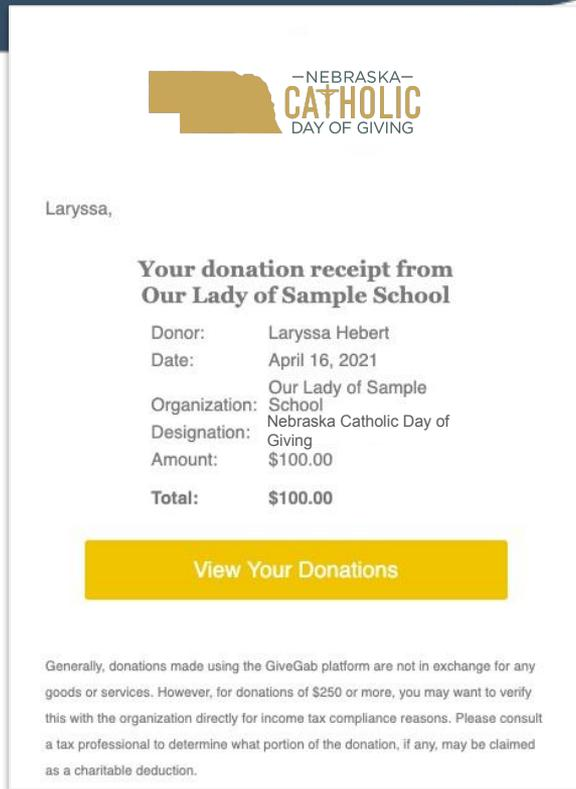 NEBRASKA
CATHOLIC
DAY OF GIVING
Laryssa,
Your donation receipt from
Our Lady of Sample School
Donor: Laryssa Hebert
Date: April 16, 2021
Our Lady of Sample
Organization: School
Nebraska Catholic Day of
Designation:
Giving
Amount: $100.00
Total: $100.00
View Your Donations
Generally, donations made using the GiveGab platform are not in exchange for any
goods or services. However, for donations of $250 or more, you may want to verify
this with the organization directly for income tax compliance reasons. Please consult
a tax professional to determine what portion of the donation, if any, may be claimed
as a charitable deduction.